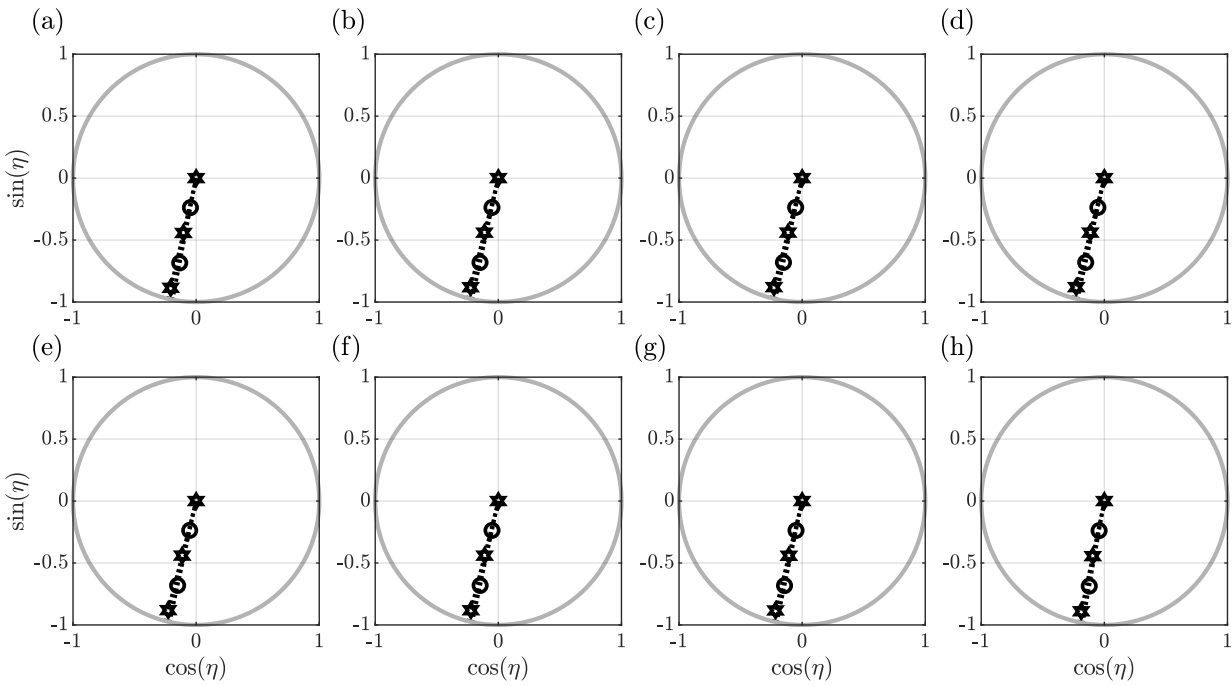 (a) (b) (c) (d)
1 1 1 1
0.5 0.5 0.5 0.5
sin(η) 0 0 0 0
-0.5 -0.5 -0.5 -0.5
-1 -1 -1 -1
-1 0 1 -1 0 1 -1 0 1 -1 0 1
(e) (f) (g) (h)
1 1 1 1
0.5 0.5 0.5 0.5
sin(η) 0 0 0 0
-0.5 -0.5 -0.5 -0.5
-1 -1 -1 -1
-1 0 1 -1 0 1 -1 0 1 -1 0 1
cos(η) cos(η) cos(η) cos(η)